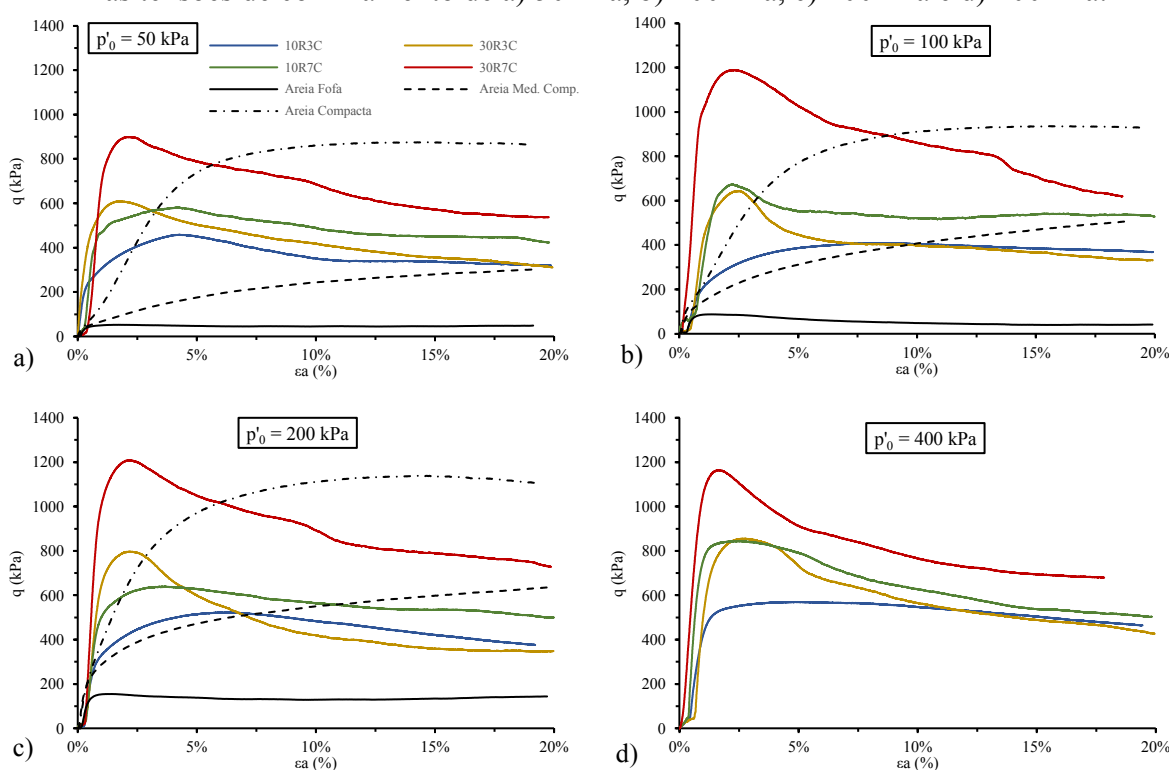 p'0 = 50 kPa
10R3C
30R3C
10R7C
30R7C
Areia Fofa
Areia Med. Comp.
Areia Compacta
1400
1200
1000
800
600
400
200
0
q (kPa)
0% 5% 10% 15% 20%
εa (%)
a)
p'0 = 100 kPa
1400
1200
1000
800
600
400
200
0
q (kPa)
0% 5% 10% 15% 20%
εa (%)
b)
p'0 = 200 kPa
1400
1200
1000
800
600
400
200
0
q (kPa)
0% 5% 10% 15% 20%
εa (%)
c)
p'0 = 400 kPa
1400
1200
1000
800
600
400
200
0
q (kPa)
0% 5% 10% 15% 20%
εa (%)
d)